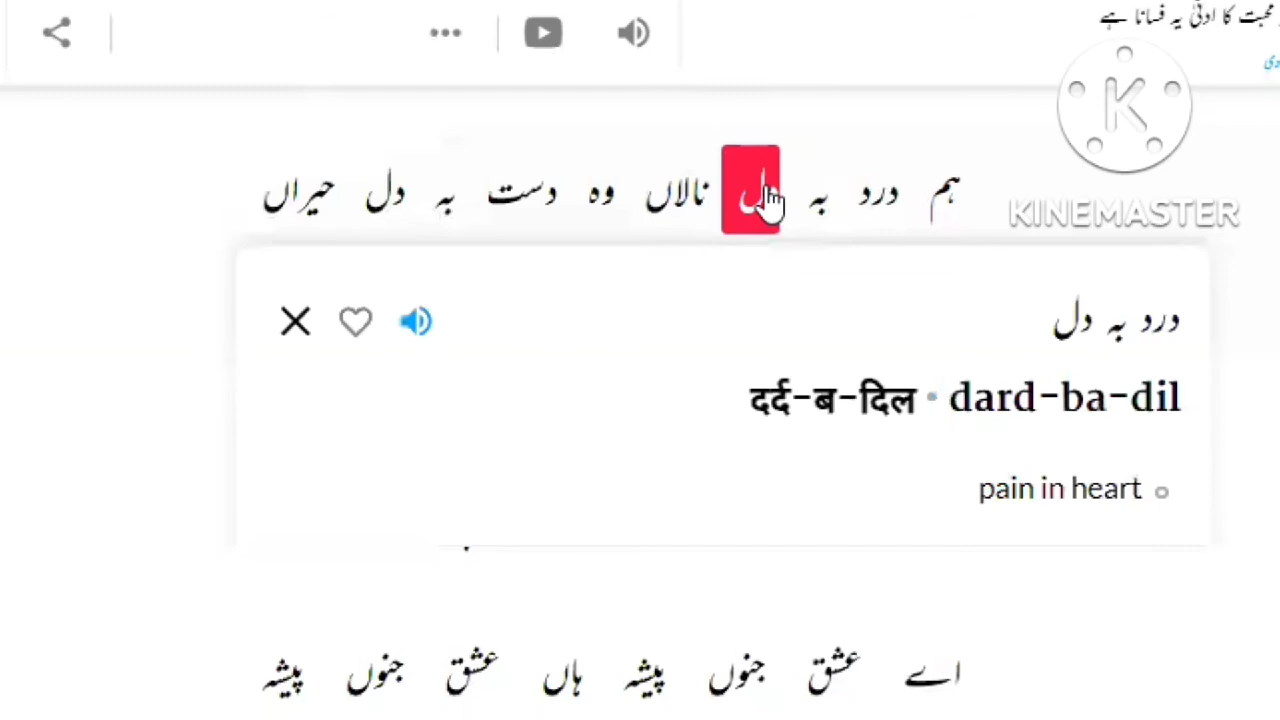 محبت کا ادنیٰ یہ فسانا ہے
KINEMASTER
ہم درد بہ دل نالاں وہ دست بہ دل حیراں
درد بہ دل
दर्द-ब-दिल • dard-ba-dil
pain in heart
اے عشق جنوں پیشہ ہاں عشق جنوں پیشہ